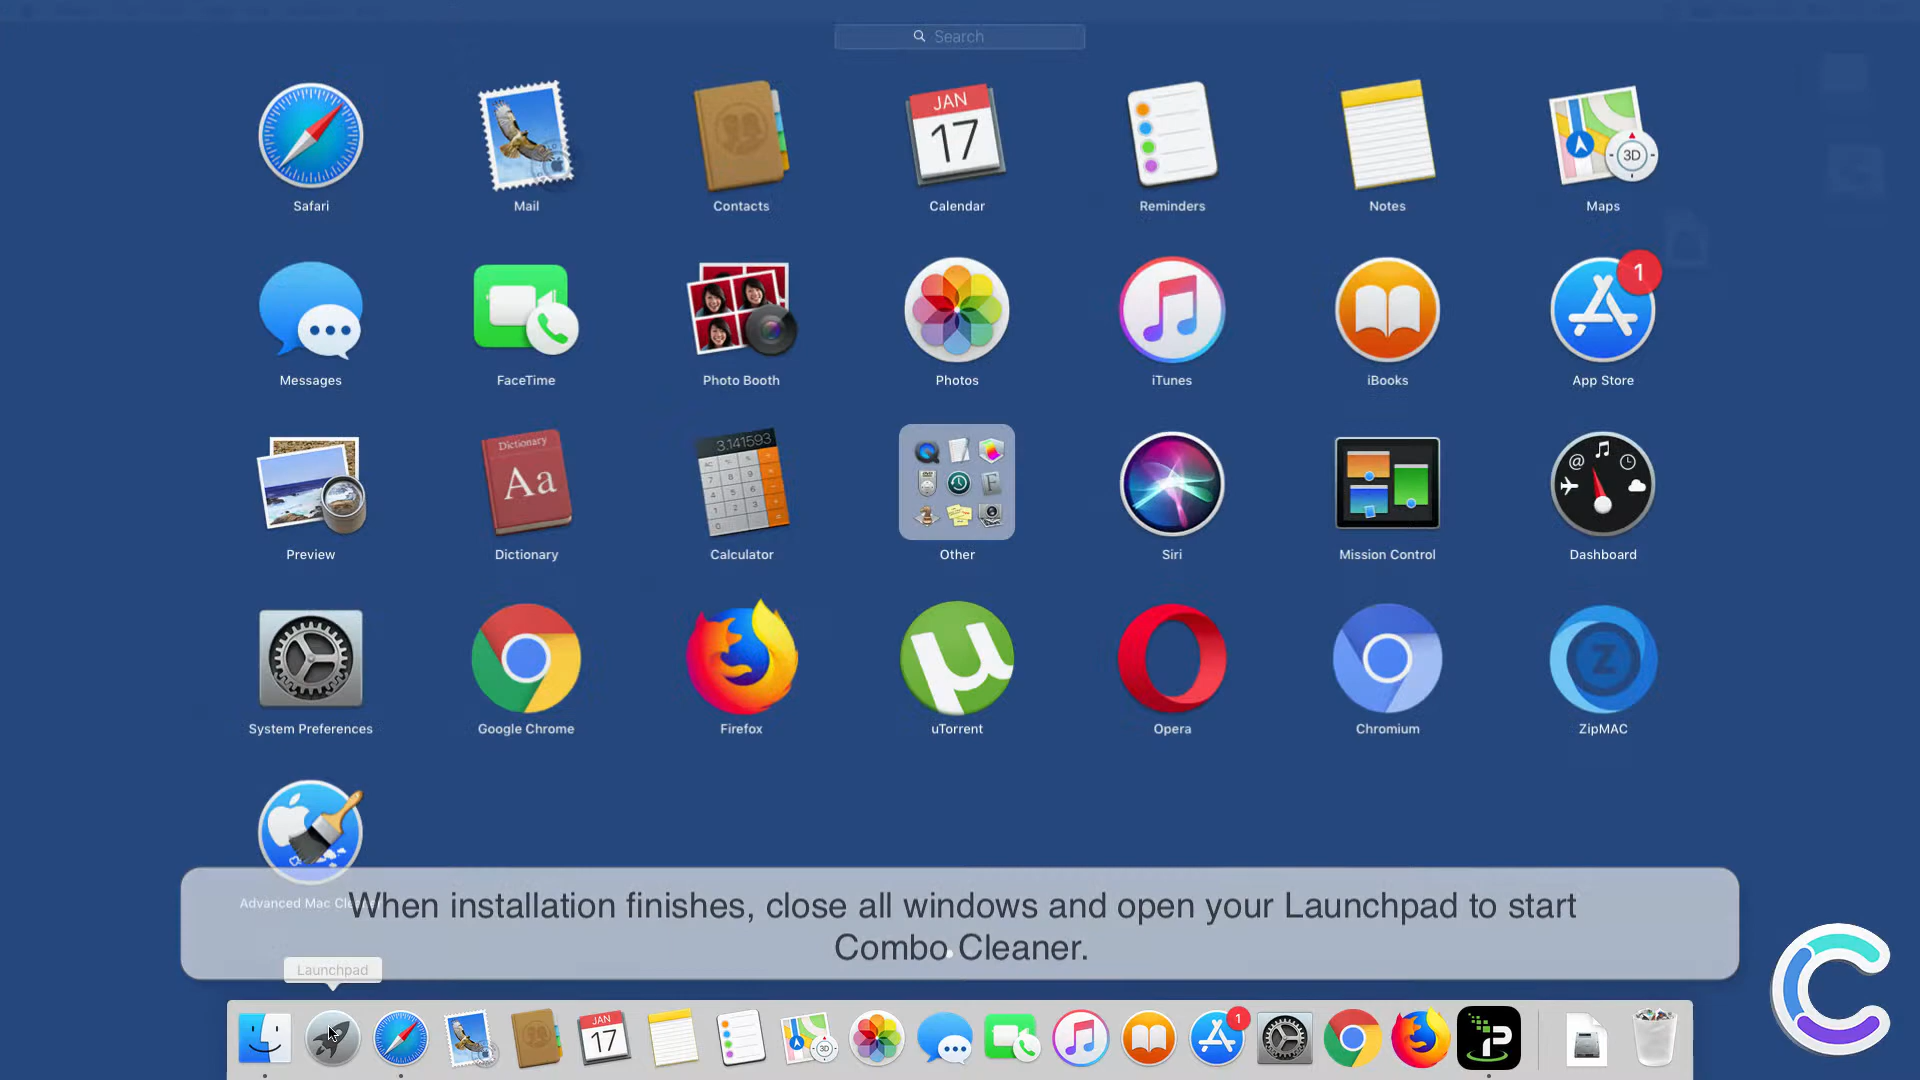 Search
JAN
17
3D
Safari
Mail
Contacts
Calendar
Reminders
Notes
Maps
1
Messages
FaceTime
Photo Booth
Photos
iTunes
iBooks
App Store
Dictionary
Aa
3.141593
Preview
Dictionary
Calculator
Other
Siri
Mission Control
Dashboard
System Preferences
Google Chrome
Firefox
uTorrent
Opera
Chromium
ZipMAC
Advanced Mac
When installation finishes, close all windows and open your Launchpad to start
Combo Cleaner.
Launchpad
JAN
17
3D
1